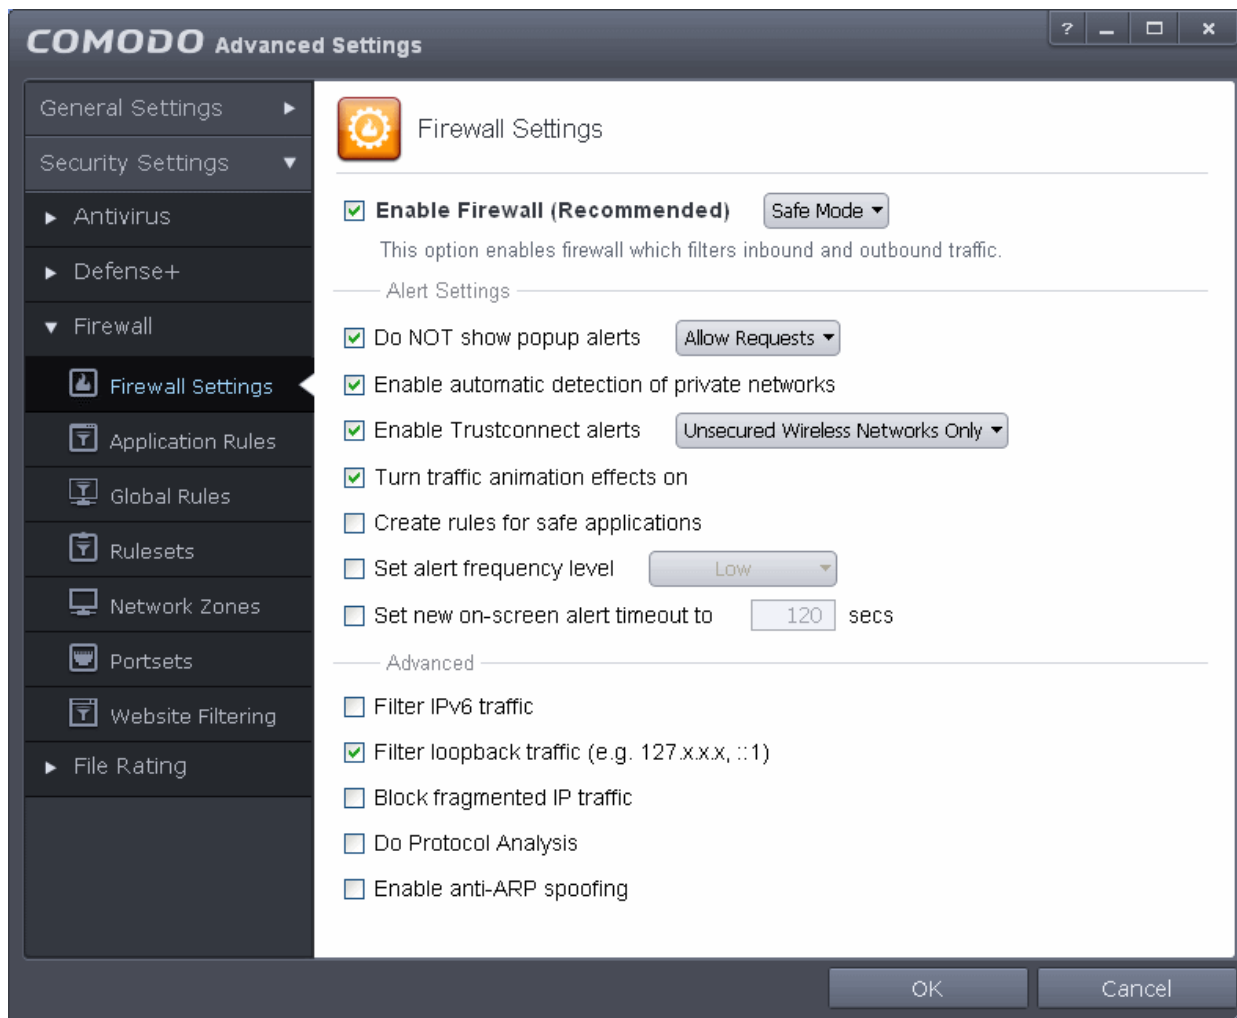 COMODO Advanced Settings
?
General Settings
Security Settings
Antivirus
Defense+
Firewall
Firewall Settings
Application Rules
Global Rules
Rulesets
Network Zones
Portsets
Website Filtering
File Rating
Firewall Settings
Enable Firewall (Recommended) Safe Mode
This option enables firewall which filters inbound and outbound traffic.
Alert Settings
Do NOT show popup alerts Allow Requests
Enable automatic detection of private networks
Enable Trustconnect alerts Unsecured Wireless Networks Only
Turn traffic animation effects on
Create rules for safe applications
Set alert frequency level Low
Set new on-screen alert timeout to 120 secs
Advanced
Filter IPv6 traffic
Filter loopback traffic (e.g. 127.x.x.x, ::1)
Block fragmented IP traffic
Do Protocol Analysis
Enable anti-ARP spoofing
OK Cancel